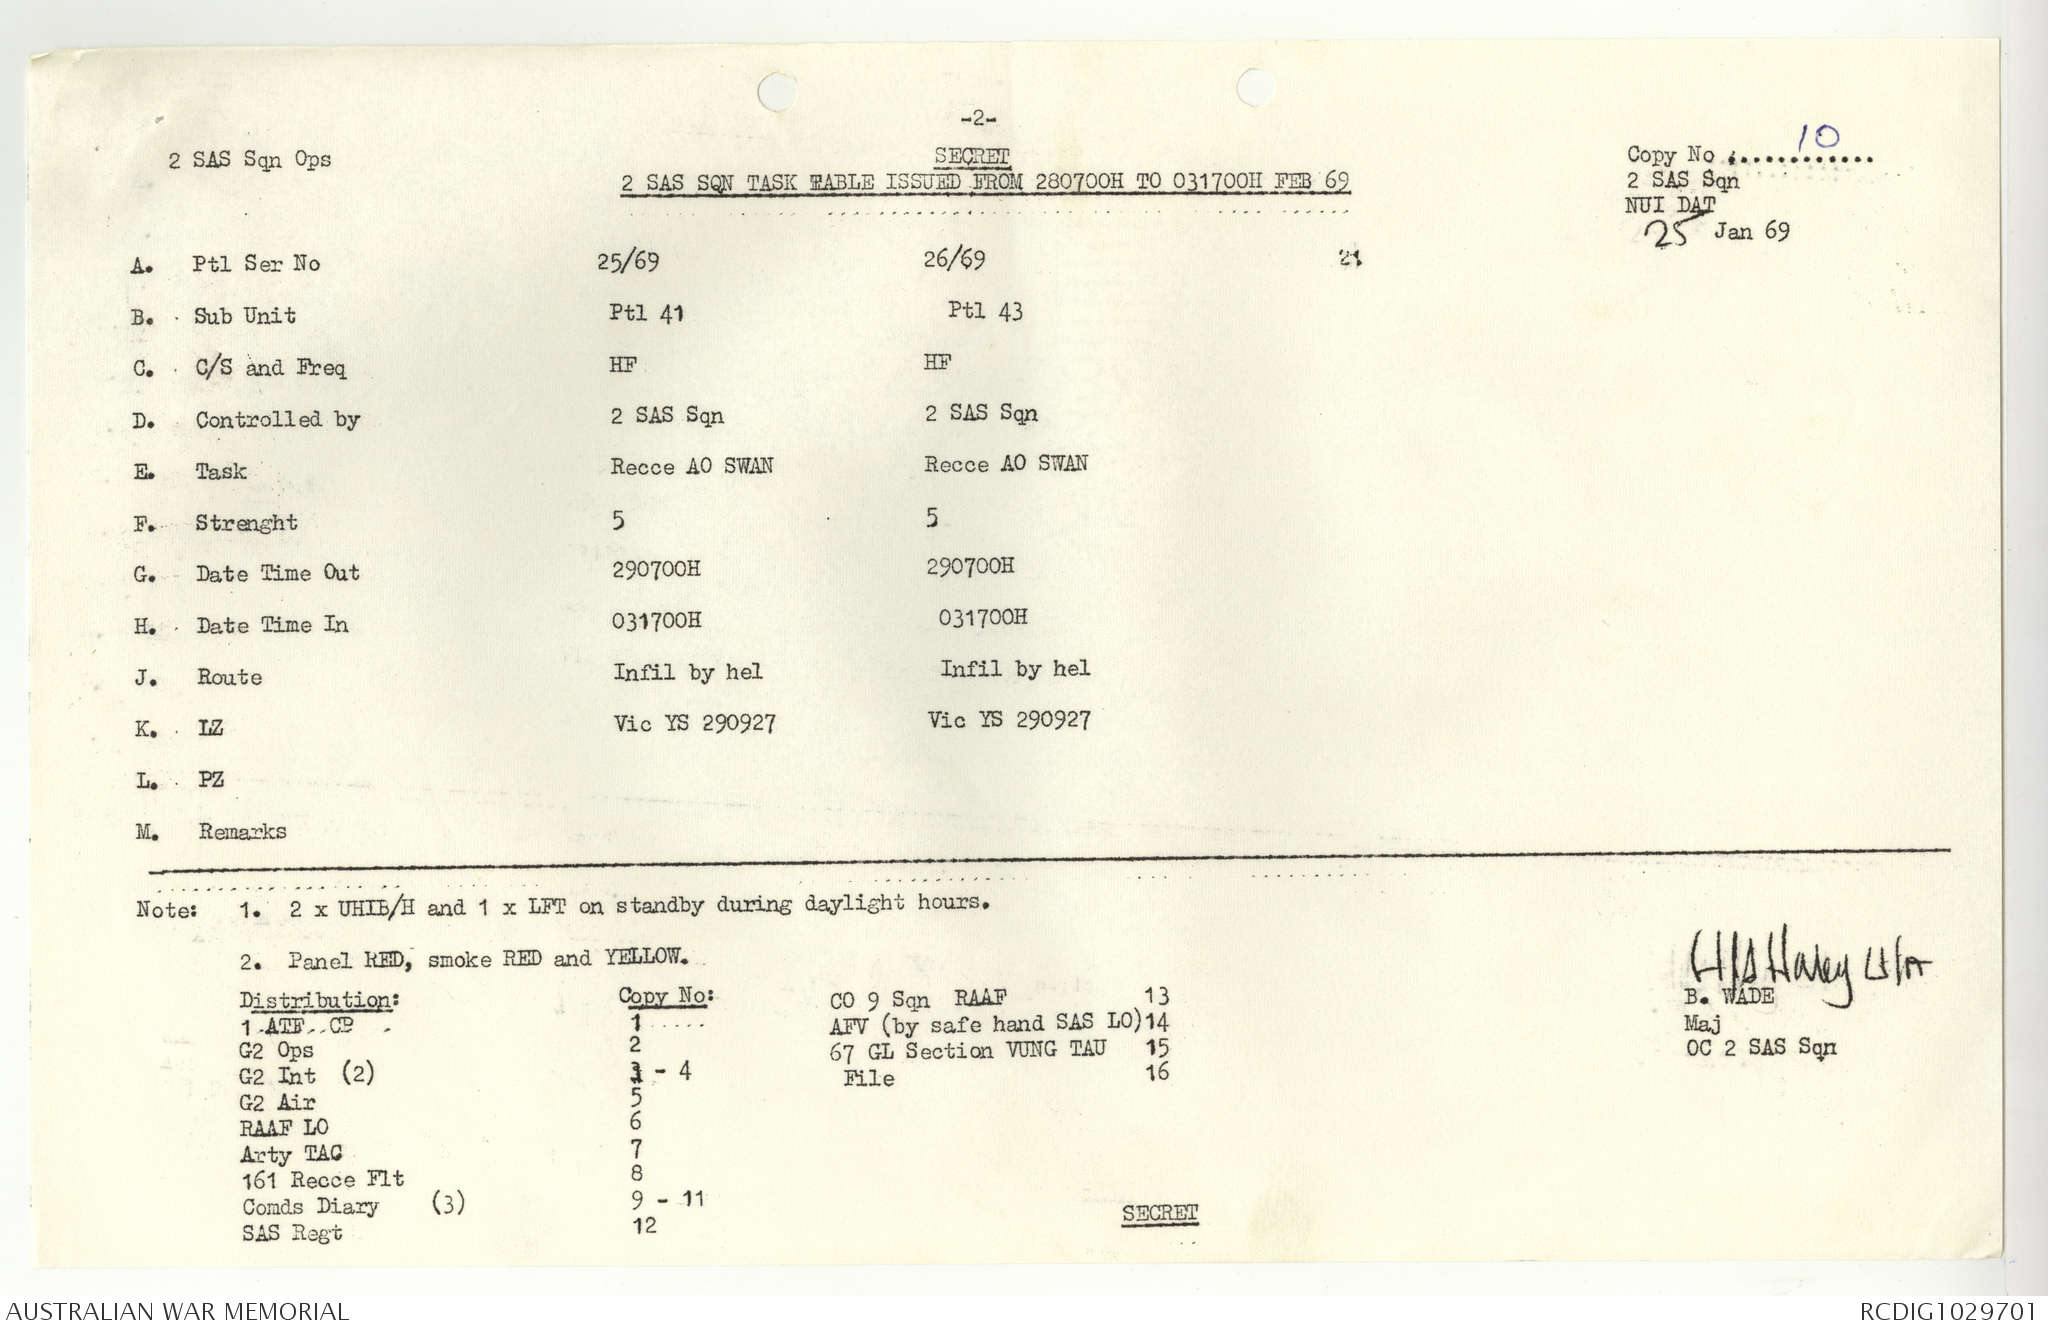 -2-
2 SAS Sqn Ops
SECRET
Copy No : 10
2 SAS SQN TASK TABLE ISSUED FROM 280700H TO 031700H FEB 69
2 SAS Sqn
NUI DAT
25 Jan 69
A. Ptl Ser No 25/69 26/69 21
B. Sub Unit Ptl 41 Ptl 43
C. C/S and Freq HF HF
D. Controlled by 2 SAS Sqn 2 SAS Sqn
E. Task Recce AO SWAN Recce AO SWAN
F. Strenght 5 5
G. Date Time Out 290700H 290700H
H. Date Time In 031700H 031700H
J. Route Infil by hel Infil by hel
K. LZ Vic YS 290927 Vic YS 290927
L. PZ
M. Remarks
Note: 1. 2 x UHIB/H and 1 x LFT on standby during daylight hours.
2. Panel RED, smoke RED and YELLOW.
Distribution: Copy No: CO 9 Sqn RAAF 13
1 ATF CP 1 AFV (by safe hand SAS LO) 14
G2 Ops 2 67 GL Section VUNG TAU 15
G2 Int (2) 3 - 4 File 16
G2 Air 5
RAAF LO 6
Arty TAC 7
161 Recce Flt 8
Comds Diary (3) 9 - 11
SAS Regt 12
B. WADE
Maj
OC 2 SAS Sqn
SECRET
AUSTRALIAN WAR MEMORIAL
RCDIG1029701